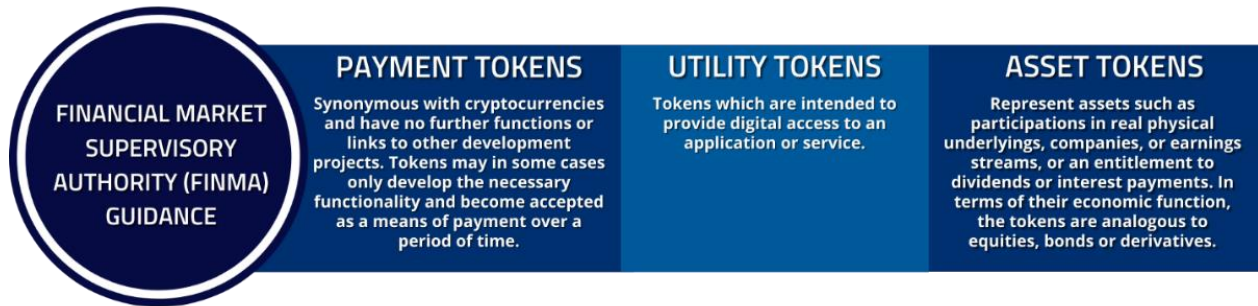 FINANCIAL MARKET
SUPERVISORY
AUTHORITY (FINMA)
GUIDANCE
PAYMENT TOKENS
Synonymous with cryptocurrencies
and have no further functions or
links to other development
projects. Tokens may in some cases
only develop the necessary
functionality and become accepted
as a means of payment over a
period of time.
UTILITY TOKENS
Tokens which are intended to
provide digital access to an
application or service.
ASSET TOKENS
Represent assets such as
participations in real physical
underlyings, companies, or earnings
streams, or an entitlement to
dividends or interest payments. In
terms of their economic function,
the tokens are analogous to
equities, bonds or derivatives.